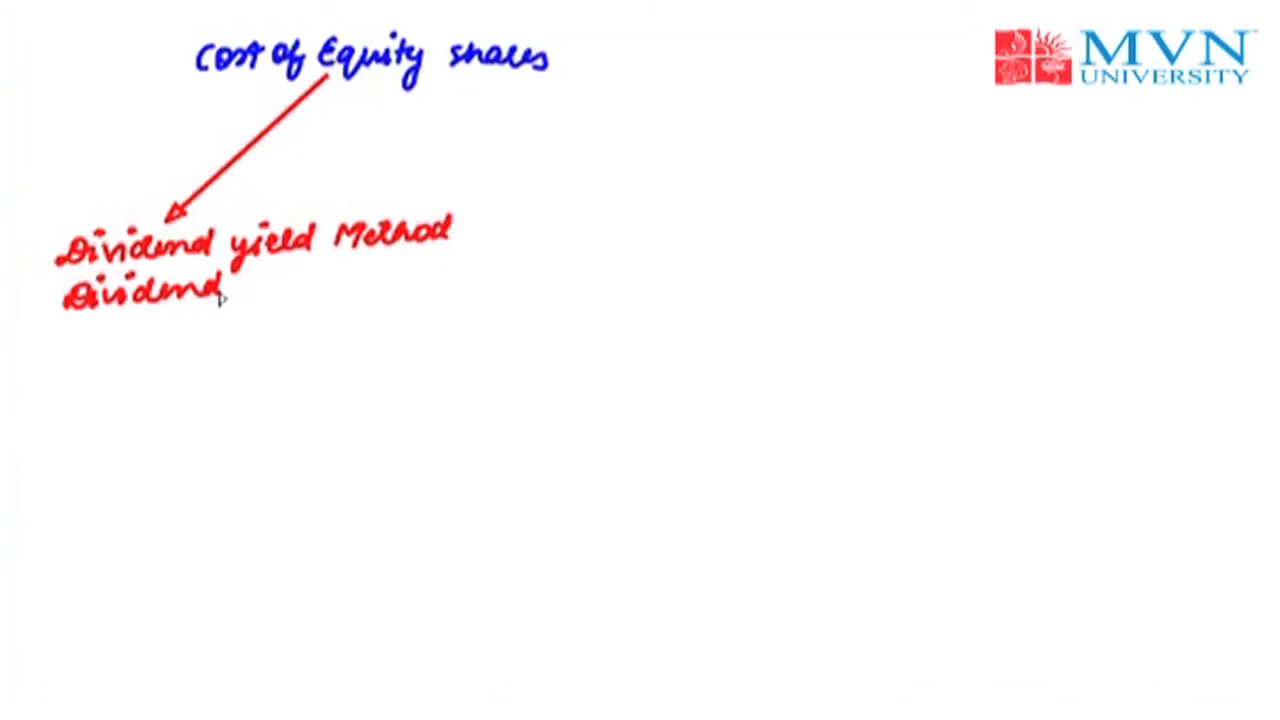 Cost of Equity shares
MVN
UNIVERSITY
Dividend yield Method
Dividend